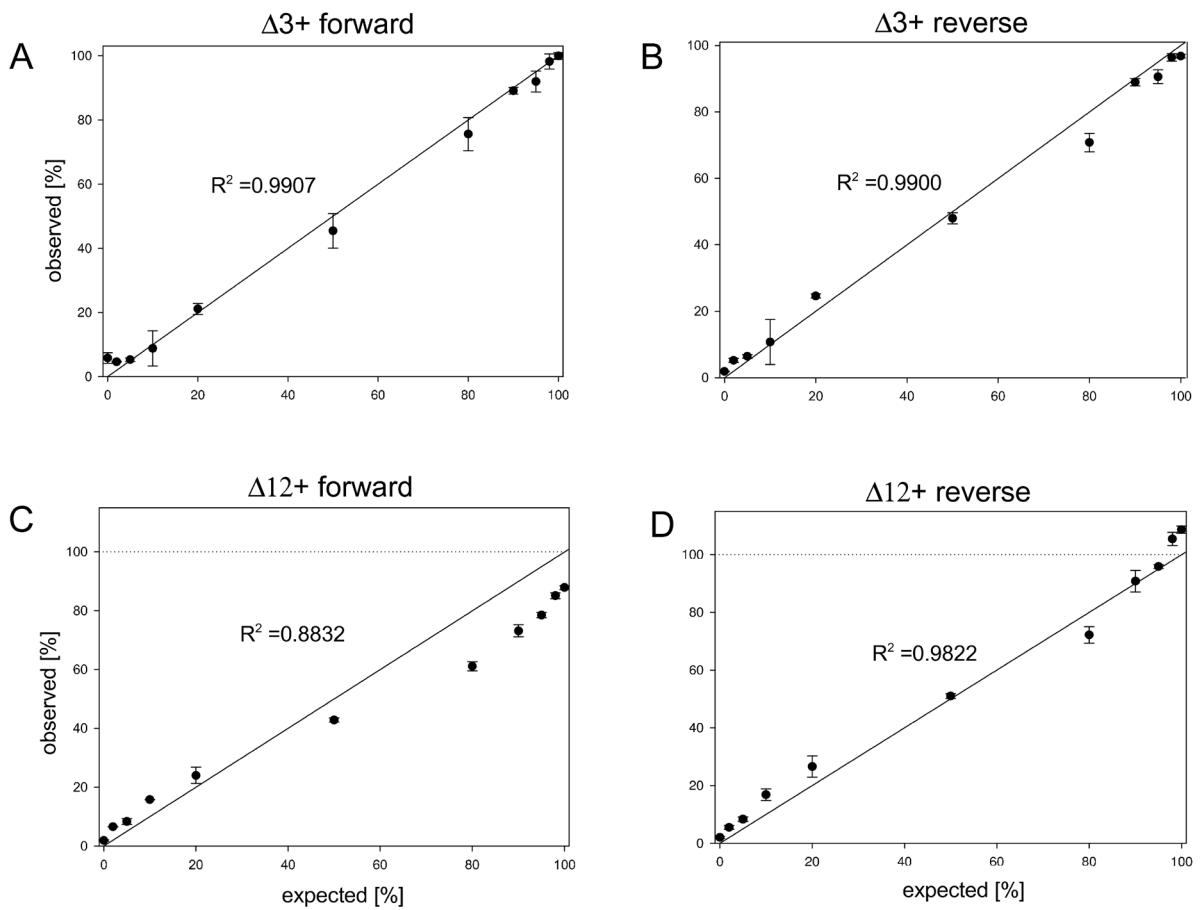 Δ3+ forward
A
100
80
60
40
20
0
observed [%]
R² =0.9907
0 20 40 60 80 100
Δ3+ reverse
B
100
80
60
40
20
0
R² =0.9900
0 20 40 60 80 100
Δ12+ forward
C
100
80
60
40
20
0
observed [%]
R² =0.8832
0 20 40 60 80 100
expected [%]
Δ12+ reverse
D
100
80
60
40
20
0
R² =0.9822
0 20 40 60 80 100
expected [%]